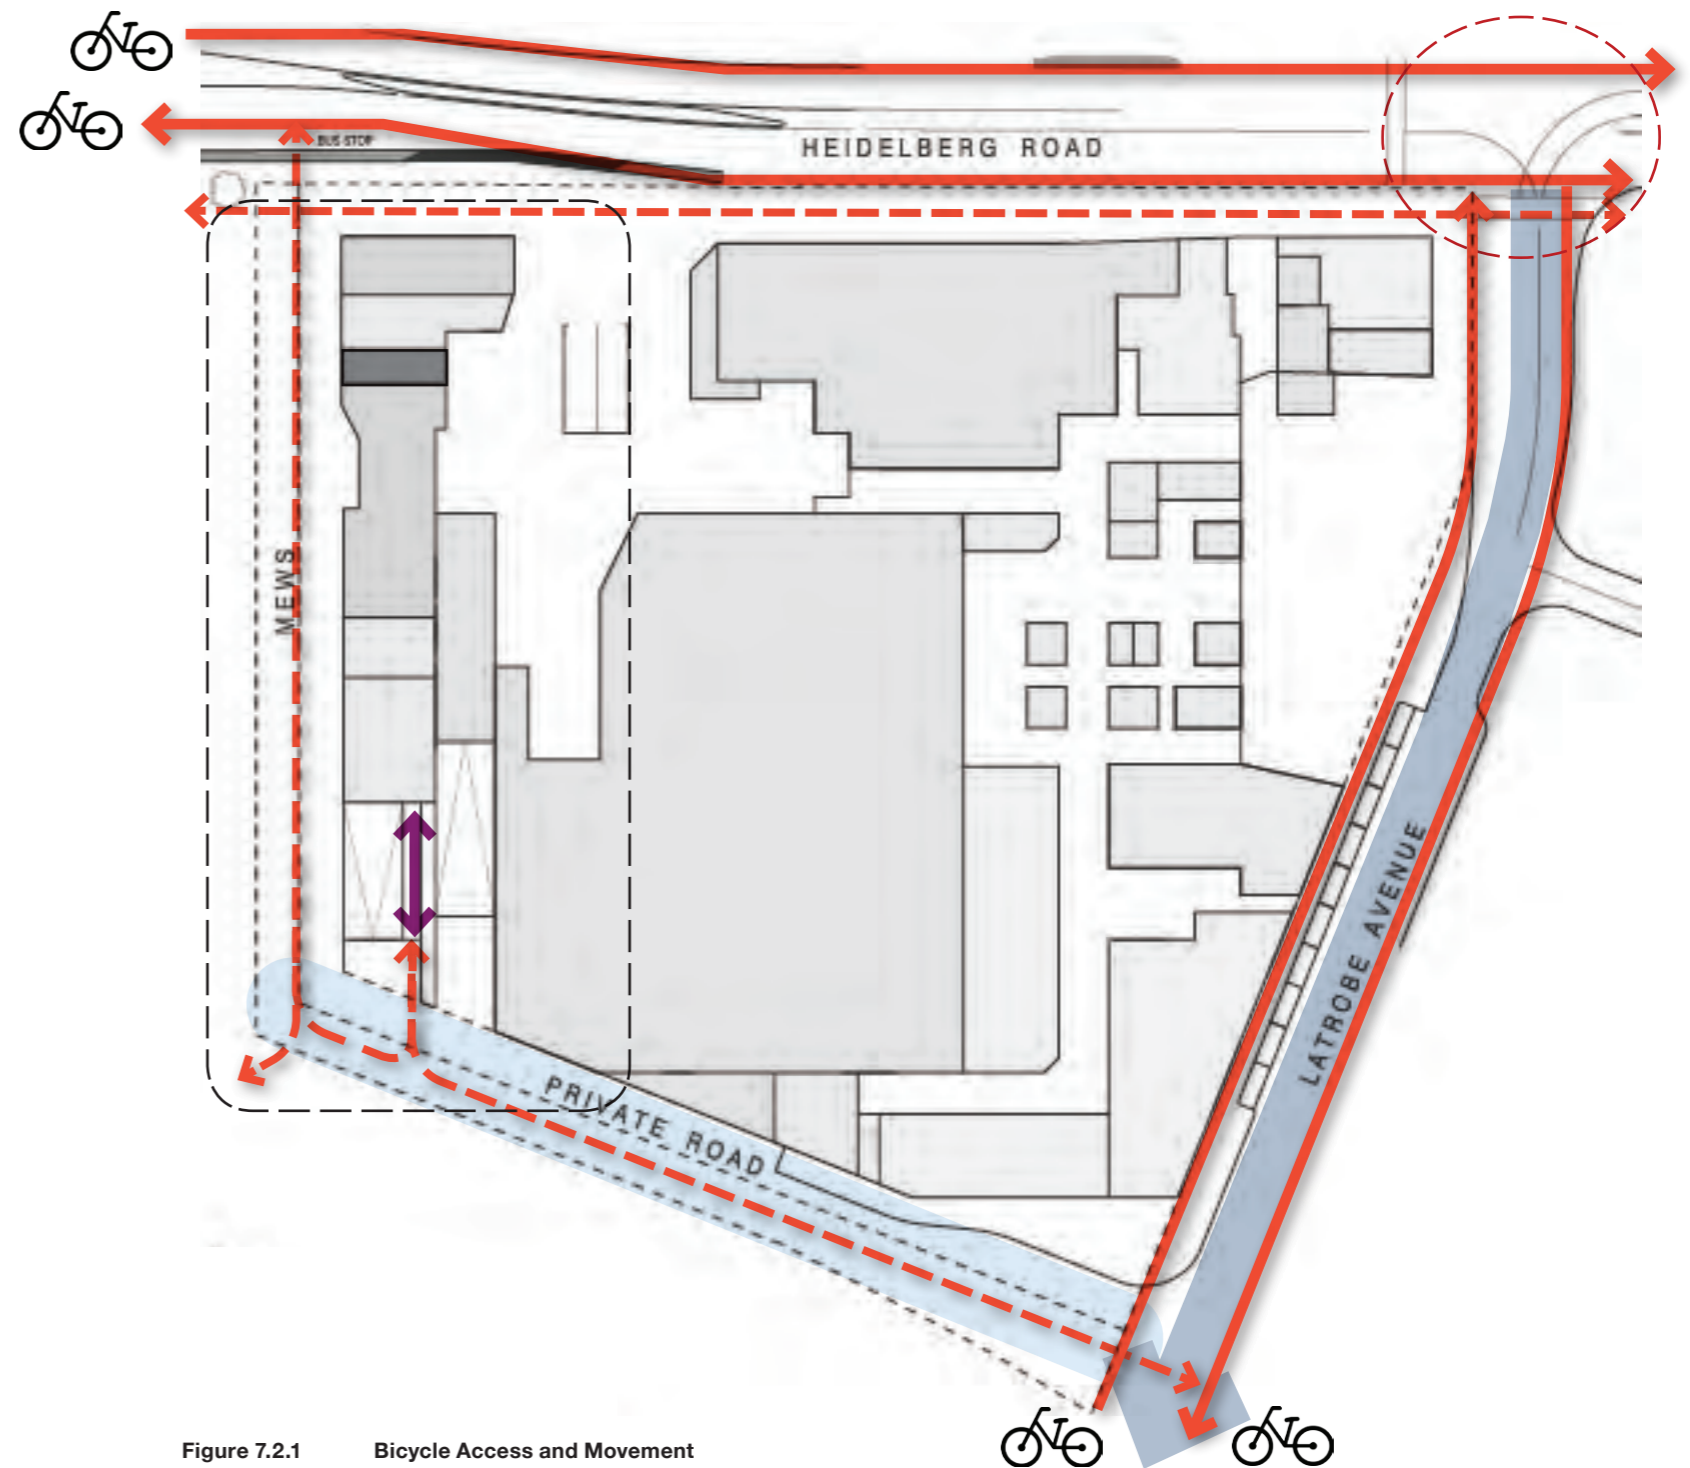 BUS STOP
HEIDELBERG ROAD
MEWS
PRIVATE ROAD
LATROBE AVENUE
Figure 7.2.1 Bicycle Access and Movement